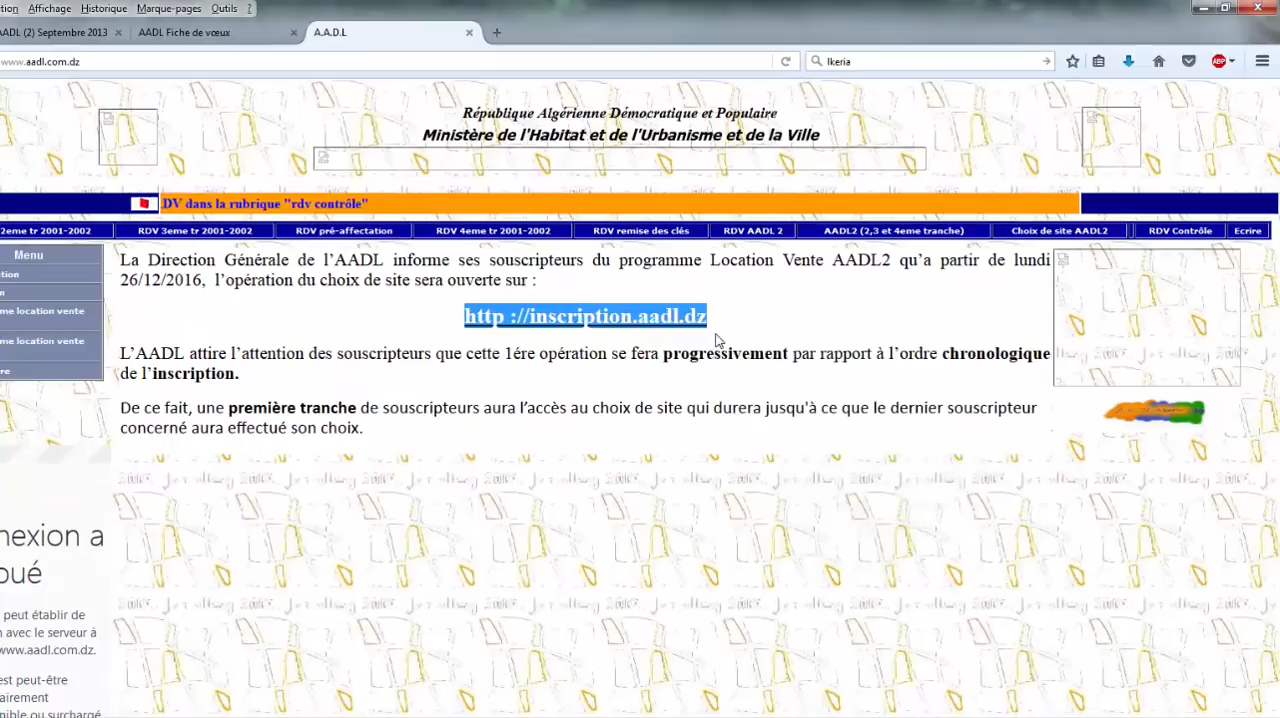 tion Affichage Historique Marque-pages Outils ?
AADL (2) Septembre 2013 AADL Fiche de vœux A.A.D.L
www.aadl.com.dz Ikeria ABP
République Algérienne Démocratique et Populaire
Ministère de l'Habitat et de l'Urbanisme et de la Ville
DV dans la rubrique "rdv contrôle"
2eme tr 2001-2002 RDV 3eme tr 2001-2002 RDV pré-affectation RDV 4eme tr 2001-2002 RDV remise des clés RDV AADL 2 AADL2 (2,3 et 4eme tranche) Choix de site AADL2 RDV Contrôle Ecrire
Menu
tion
n
me location vente
me location vente
re
La Direction Générale de l’AADL informe ses souscripteurs du programme Location Vente AADL2 qu’a partir de lundi
26/12/2016, l’opération du choix de site sera ouverte sur :
http ://inscription.aadl.dz
L’AADL attire l’attention des souscripteurs que cette 1ére opération se fera progressivement par rapport à l’ordre chronologique
de l’inscription.
De ce fait, une première tranche de souscripteurs aura l’accès au choix de site qui durera jusqu'à ce que le dernier souscripteur
concerné aura effectué son choix.
nexion a
oué
peut établir de
n avec le serveur à
www.aadl.com.dz.
est peut-être
airement
nible ou surchargé